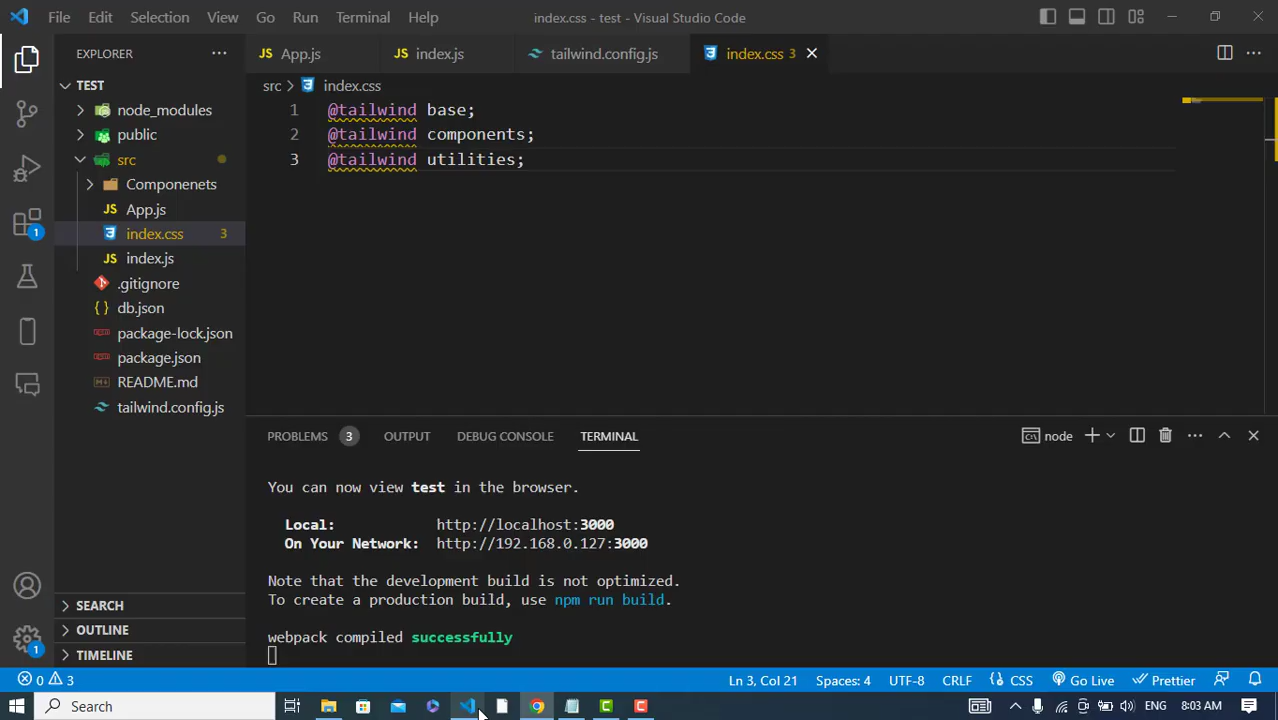 File Edit Selection View Go Run Terminal Help index.css - test - Visual Studio Code
EXPLORER
JS App.js JS index.js tailwind.config.js index.css 3
TEST
src index.css
node_modules
public
src
Componenets
JS App.js
index.css 3
JS index.js
.gitignore
{ } db.json
package-lock.json
package.json
README.md
tailwind.config.js
1 @tailwind base;
2 @tailwind components;
3 @tailwind utilities;
PROBLEMS 3 OUTPUT DEBUG CONSOLE TERMINAL node
You can now view test in the browser.
Local: http://localhost:3000
On Your Network: http://192.168.0.127:3000
Note that the development build is not optimized.
To create a production build, use npm run build.
webpack compiled successfully
1
1
SEARCH
OUTLINE
TIMELINE
0 3 Ln 3, Col 21 Spaces: 4 UTF-8 CRLF CSS Go Live Prettier
Search ENG 8:03 AM